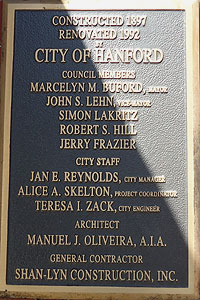 CONSTRUCTED 1897
RENOVATED 1992
BY
CITY OF HANFORD
COUNCIL MEMBERS
MARCELYN M. BUFORD, MAYOR
JOHN S. LEHN, VICE-MAYOR
SIMON LAKRITZ
ROBERT S. HILL
JERRY FRAZIER
CITY STAFF
JAN E. REYNOLDS, CITY MANAGER
ALICE A. SKELTON, PROJECT COORDINATOR
TERESA I. ZACK, CITY ENGINEER
ARCHITECT
MANUEL J. OLIVEIRA, A.I.A.
GENERAL CONTRACTOR
SHAN-LYN CONSTRUCTION, INC.